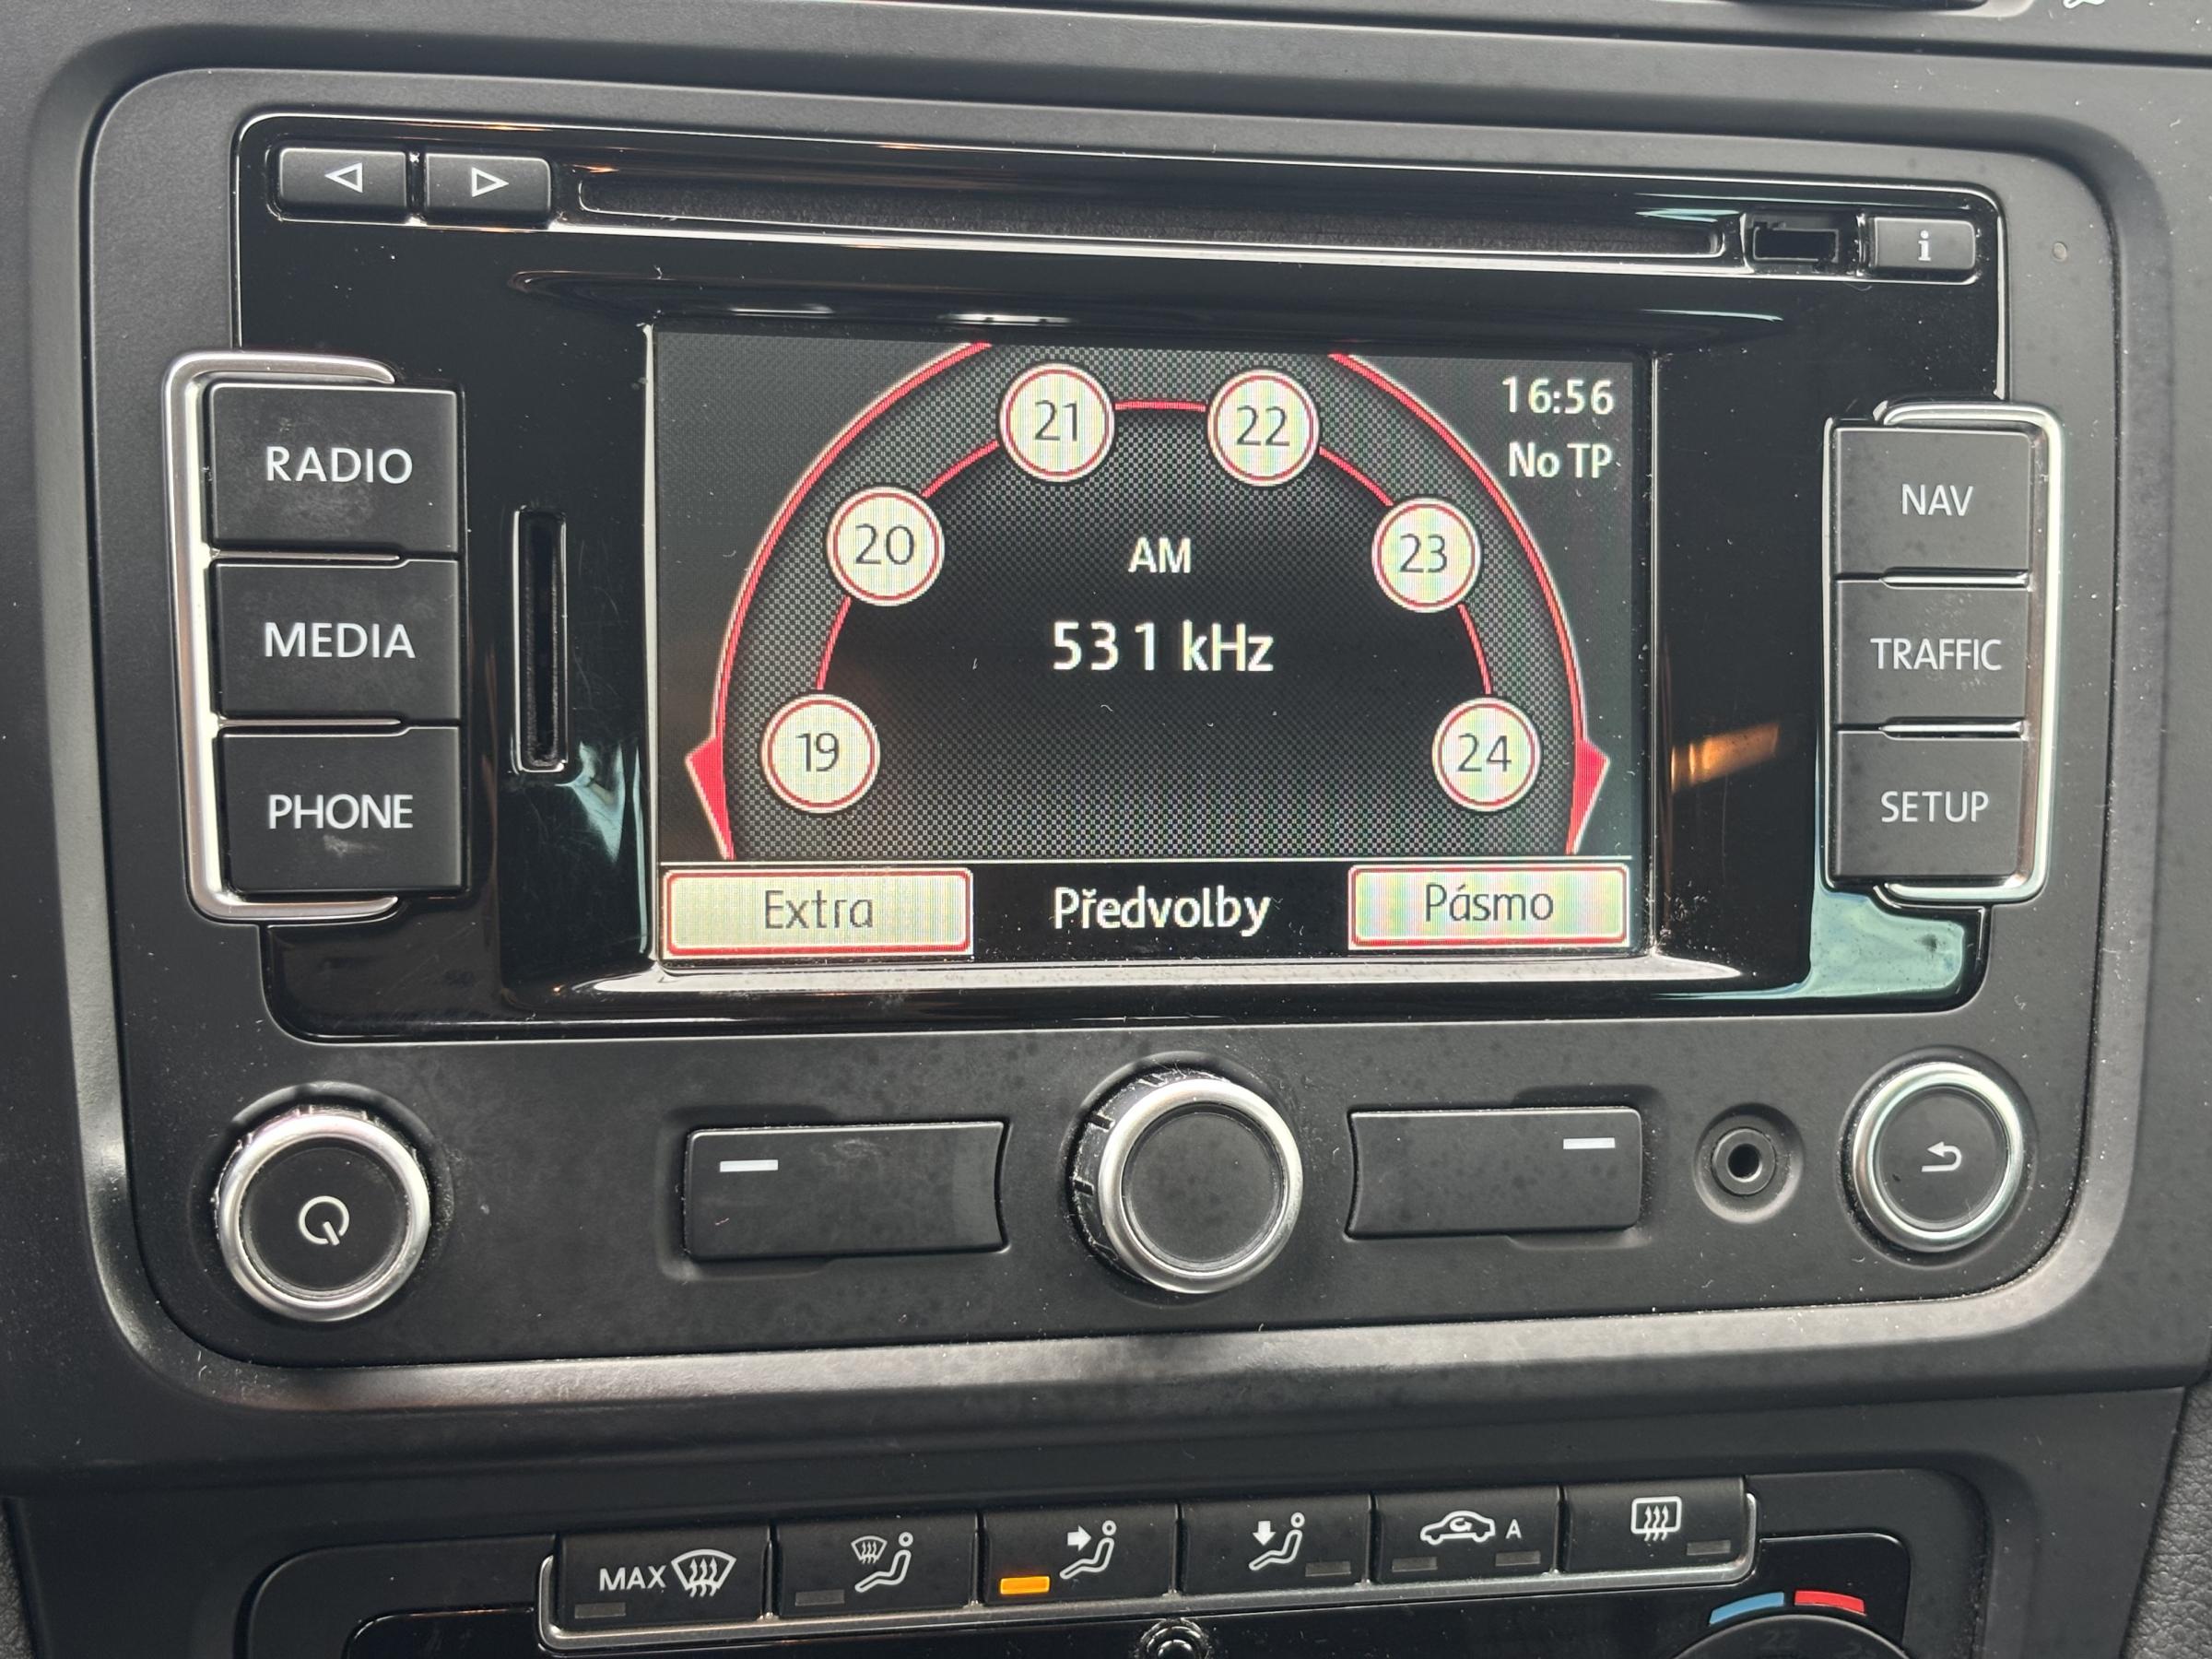 i
RADIO
MEDIA
PHONE
21
22
16:56
No TP
20
23
AM
531 kHz
19
24
Extra
Předvolby
Pásmo
NAV
TRAFFIC
SETUP
MAX
A
22